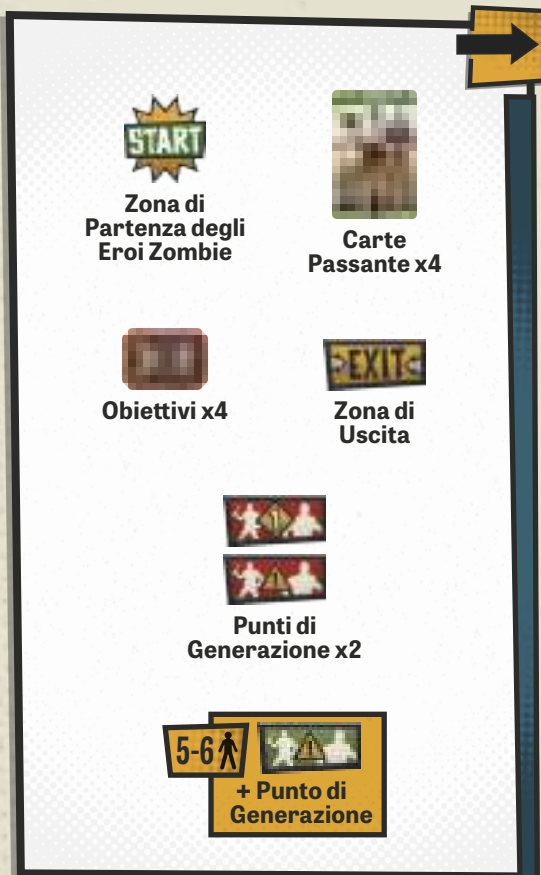 START
Zona di
Partenza degli
Eroi Zombie
Carte
Passante x4
Obiettivi x4
EXIT
Zona di
Uscita
1
Punti di
Generazione x2
5-6
+ Punto di
Generazione